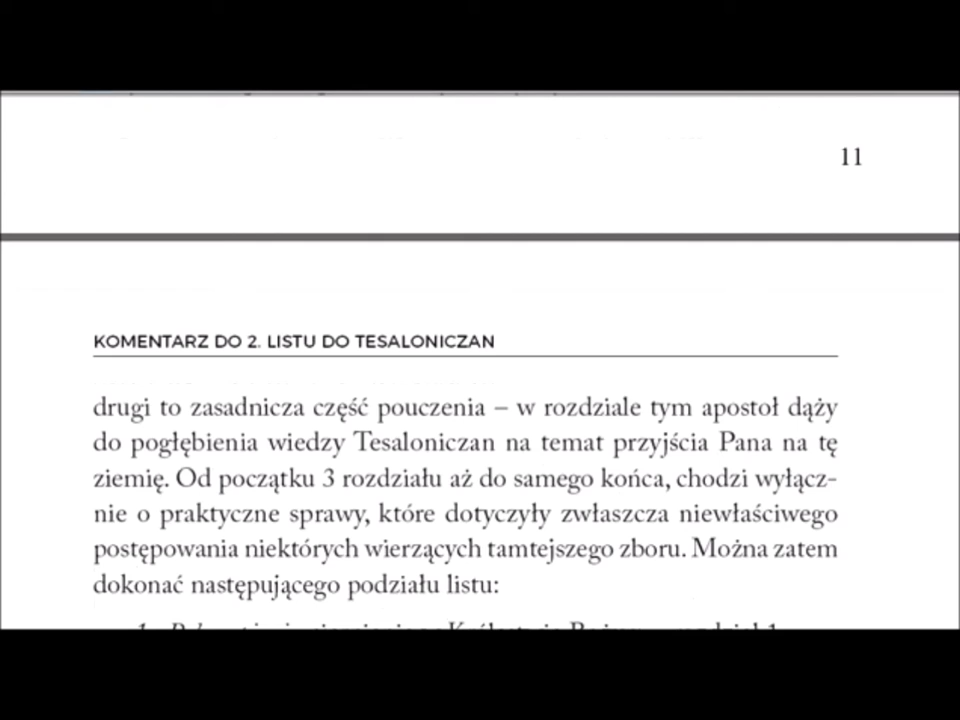 11
KOMENTARZ DO 2. LISTU DO TESALONICZAN
drugi to zasadnicza część pouczenia – w rozdziale tym apostoł dąży
do pogłębienia wiedzy Tesaloniczan na temat przyjścia Pana na tę
ziemię. Od początku 3 rozdziału aż do samego końca, chodzi wyłącz-
nie o praktyczne sprawy, które dotyczyły zwłaszcza niewłaściwego
postępowania niektórych wierzących tamtejszego zboru. Można zatem
dokonać następującego podziału listu: